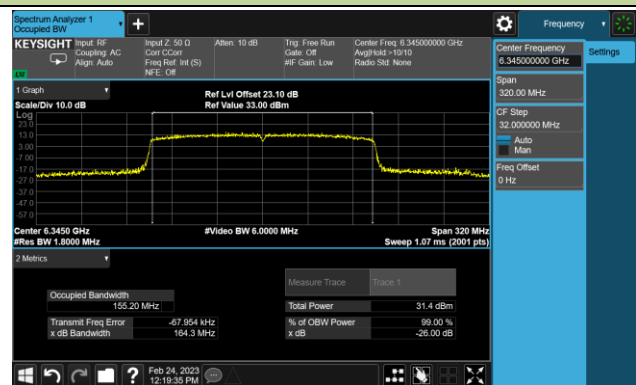 Spectrum Analyzer 1
Occupied BW
+
Frequency
KEYSIGHT
Input: RF
Coupling: AC
Align: Auto
Input Z: 50 Ω
Corr CCorr
Freq Ref: Int (S)
NFE: Off
Atten: 10 dB
Trig: Free Run
Gate: Off
#IF Gain: Low
Center Freq: 6.345000000 GHz
Avg|Hold:>10/10
Radio Std: None
LXI
Center Frequency
6.345000000 GHz
Settings
Span
320.00 MHz
CF Step
32.000000 MHz
Auto
Man
Freq Offset
0 Hz
1 Graph
Scale/Div 10.0 dB
Ref Lvl Offset 23.10 dB
Ref Value 33.00 dBm
Log
23.0
13.0
3.00
-7.00
-17.0
-27.0
-37.0
-47.0
-57.0
Center 6.3450 GHz
#Res BW 1.8000 MHz
#Video BW 6.0000 MHz
Span 320 MHz
Sweep 1.07 ms (2001 pts)
2 Metrics
Measure Trace
Trace 1
Occupied Bandwidth
155.20 MHz
Total Power
31.4 dBm
Transmit Freq Error
-67.954 kHz
% of OBW Power
99.00 %
x dB Bandwidth
164.3 MHz
x dB
-26.00 dB
?
Feb 24, 2023
12:19:35 PM